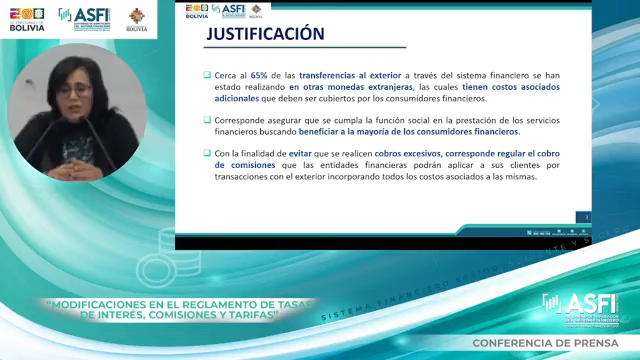 BOLIVIA
ASFI
BOLIVIA
BOLIVIA
ASFI
BOLIVIA
JUSTIFICACIÓN
Cerca al 65% de las transferencias al exterior a través del sistema financiero se han
estado realizando en otras monedas extranjeras, las cuales tienen costos asociados
adicionales que deben ser cubiertos por los consumidores financieros.
Corresponde asegurar que se cumpla la función social en la prestación de los servicios
financieros buscando beneficiar a la mayoría de los consumidores financieros.
Con la finalidad de evitar que se realicen cobros excesivos, corresponde regular el cobro
de comisiones que las entidades financieras podrán aplicar a sus clientes por
transacciones con el exterior incorporando todos los costos asociados a las mismas.
"MODIFICACIONES EN EL REGLAMENTO DE TASAS
DE INTERÉS, COMISIONES Y TARIFAS"
SISTEMA FINANCIERO
ASFI
CONFERENCIA DE PRENSA